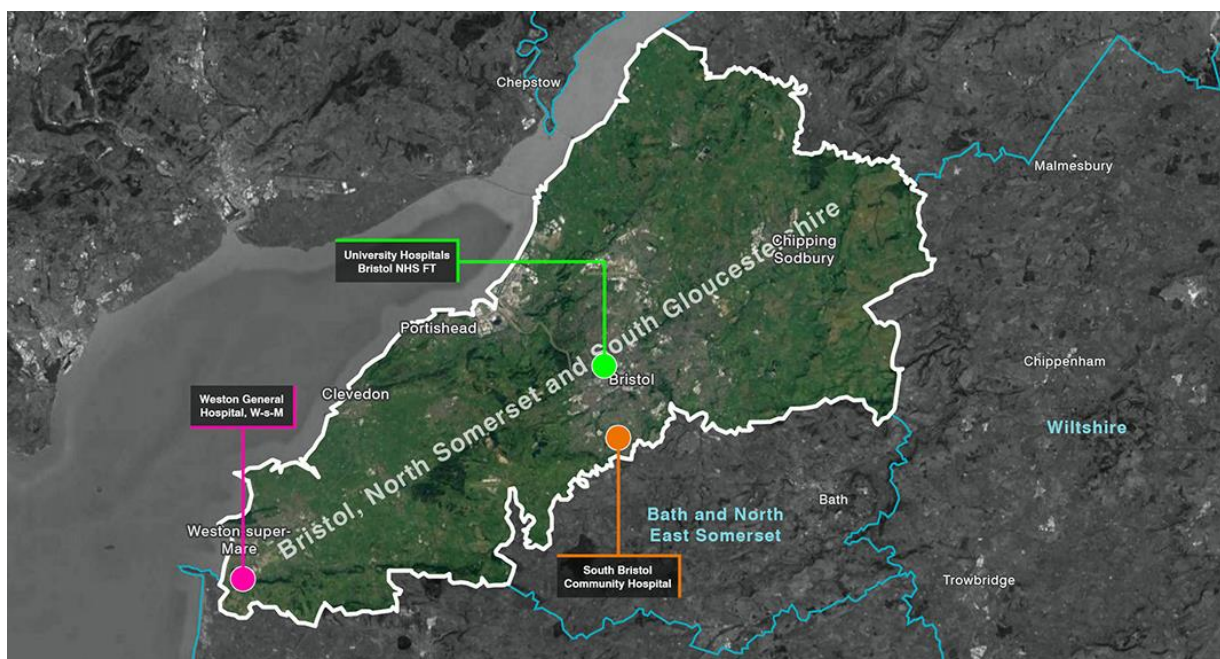 Chepstow
Malmesbury
Chipping
Sodbury
University Hospitals
Bristol NHS FT
Bristol, North Somerset and South Gloucestershire
Portishead
Chippenham
Bristol
Clevedon
Weston General
Hospital, W-s-M
Wiltshire
Bath
Bath and North
East Somerset
Weston-super-
Mare
South Bristol
Community Hospital
Trowbridge